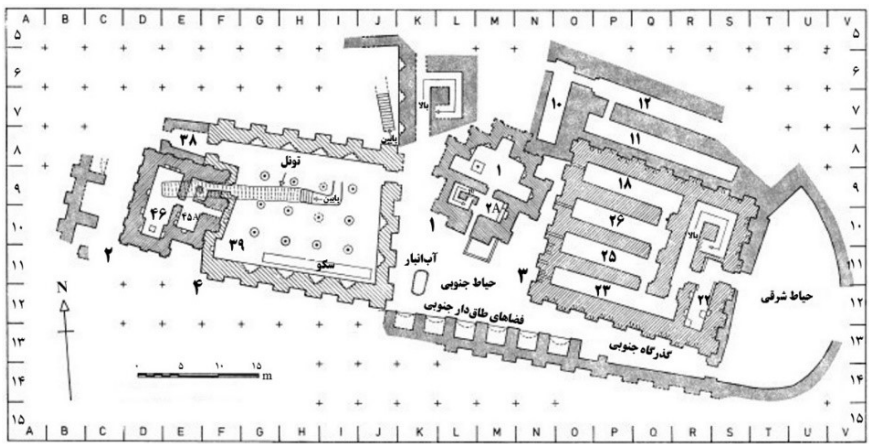 A B C D E F G H I J K L M N O P Q R S T U V
۵ ۵
۶ ۶
۷ ۷
۸ ۸
۹ ۹
۱۰ ۱۰
۱۱ ۱۱
۱۲ ۱۲
۱۳ ۱۳
۱۴ ۱۴
۱۵ ۱۵
بالا
پایین
۱۰
۱۲
۱۱
۳۸
تونل
۱
۱۸
۴۶
۴۵A
پایین
۲A
۲۶
۱
بالا
۲
۳۹
سکو
آب‌انبار
۲۵
۴
حیاط جنوبی
۳
۲۳
۲۲
حیاط شرقی
فضاهای طاق‌دار جنوبی
گذرگاه جنوبی
N
۰ ۵ ۱۰ ۱۵ m
A B C D E F G H I J K L M N O P Q R S T U V